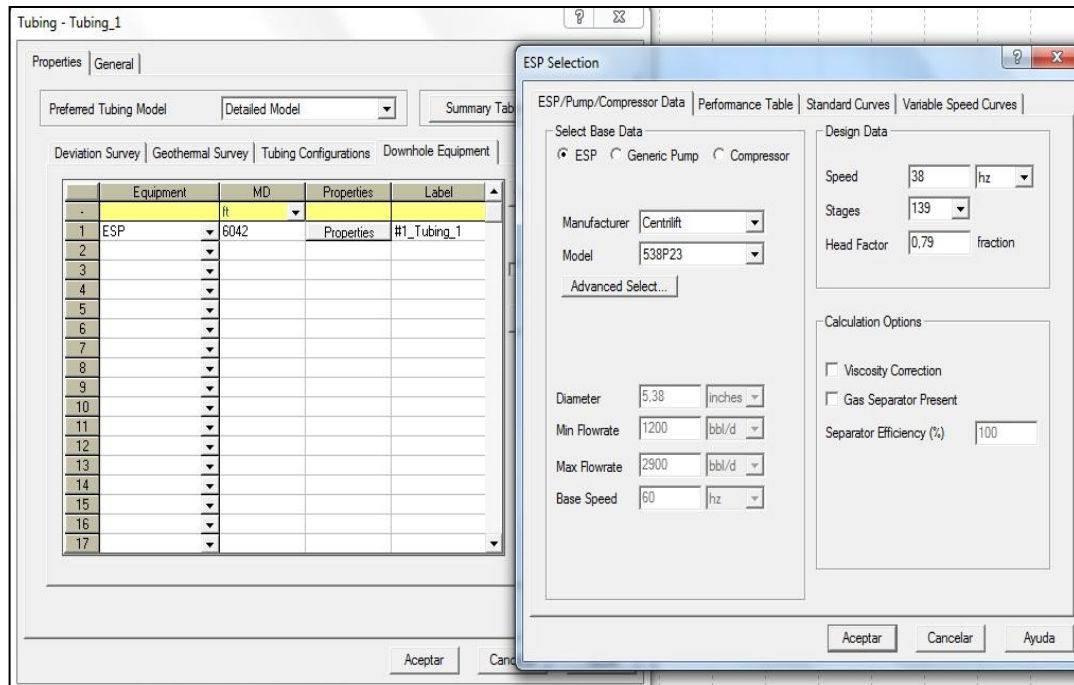 Tubing - Tubing_1
Properties General
Preferred Tubing Model Detailed Model Summary Tab
Deviation Survey Geothermal Survey Tubing Configurations Downhole Equipment
Equipment MD Properties Label
- ft
1 ESP 6042 Properties #1_Tubing_1
2
3
4
5
6
7
8
9
10
11
12
13
14
15
16
17
Aceptar Canc
ESP Selection
ESP/Pump/Compressor Data Performance Table Standard Curves Variable Speed Curves
Select Base Data
ESP Generic Pump Compressor
Manufacturer Centrilift
Model 538P23
Advanced Select...
Diameter 5,38 inches
Min Flowrate 1200 bbl/d
Max Flowrate 2900 bbl/d
Base Speed 60 hz
Design Data
Speed 38 hz
Stages 139
Head Factor 0,79 fraction
Calculation Options
Viscosity Correction
Gas Separator Present
Separator Efficiency (%) 100
Aceptar Cancelar Ayuda